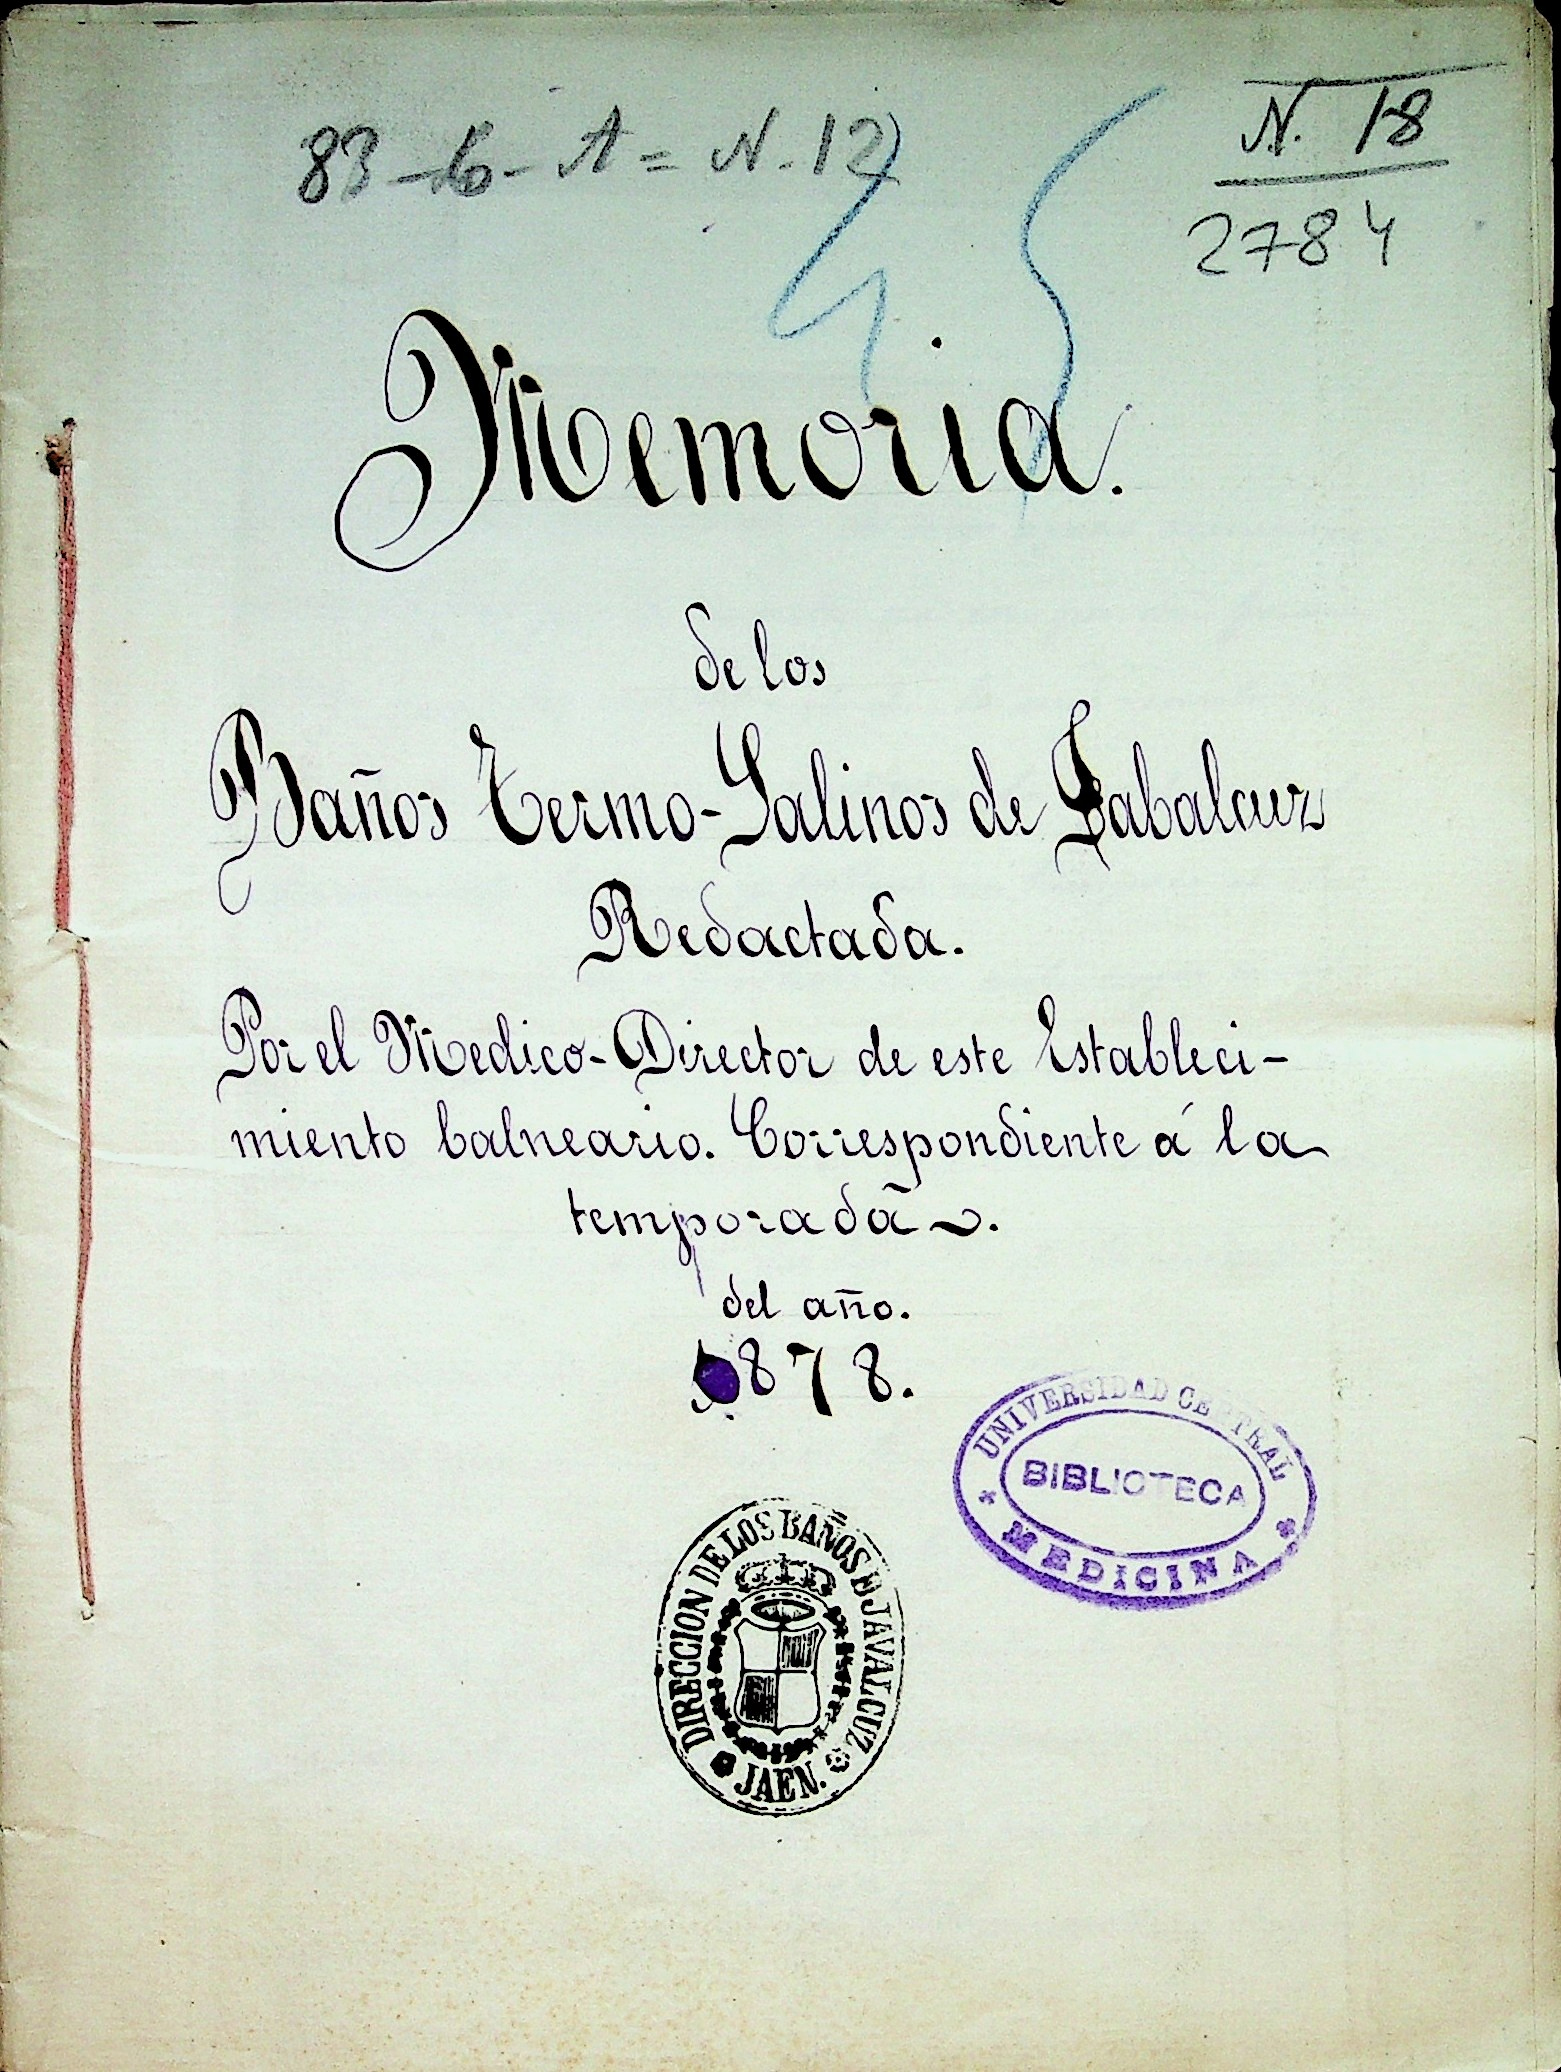 83-6-A=N-12
N. 18
2784
45
Memoria.
de los
Baños Termo-Salinos de Jabalcuz
Redactada.
Por el Medico-Director de este Estableci-
miento balneario. Correspondiente á la
temporada.
del año.
1878.
UNIVERSIDAD CENTRAL
BIBLIOTECA
MEDICINA
DIRECCION DE LOS BAÑOS D JAVALCUZ
JAEN.